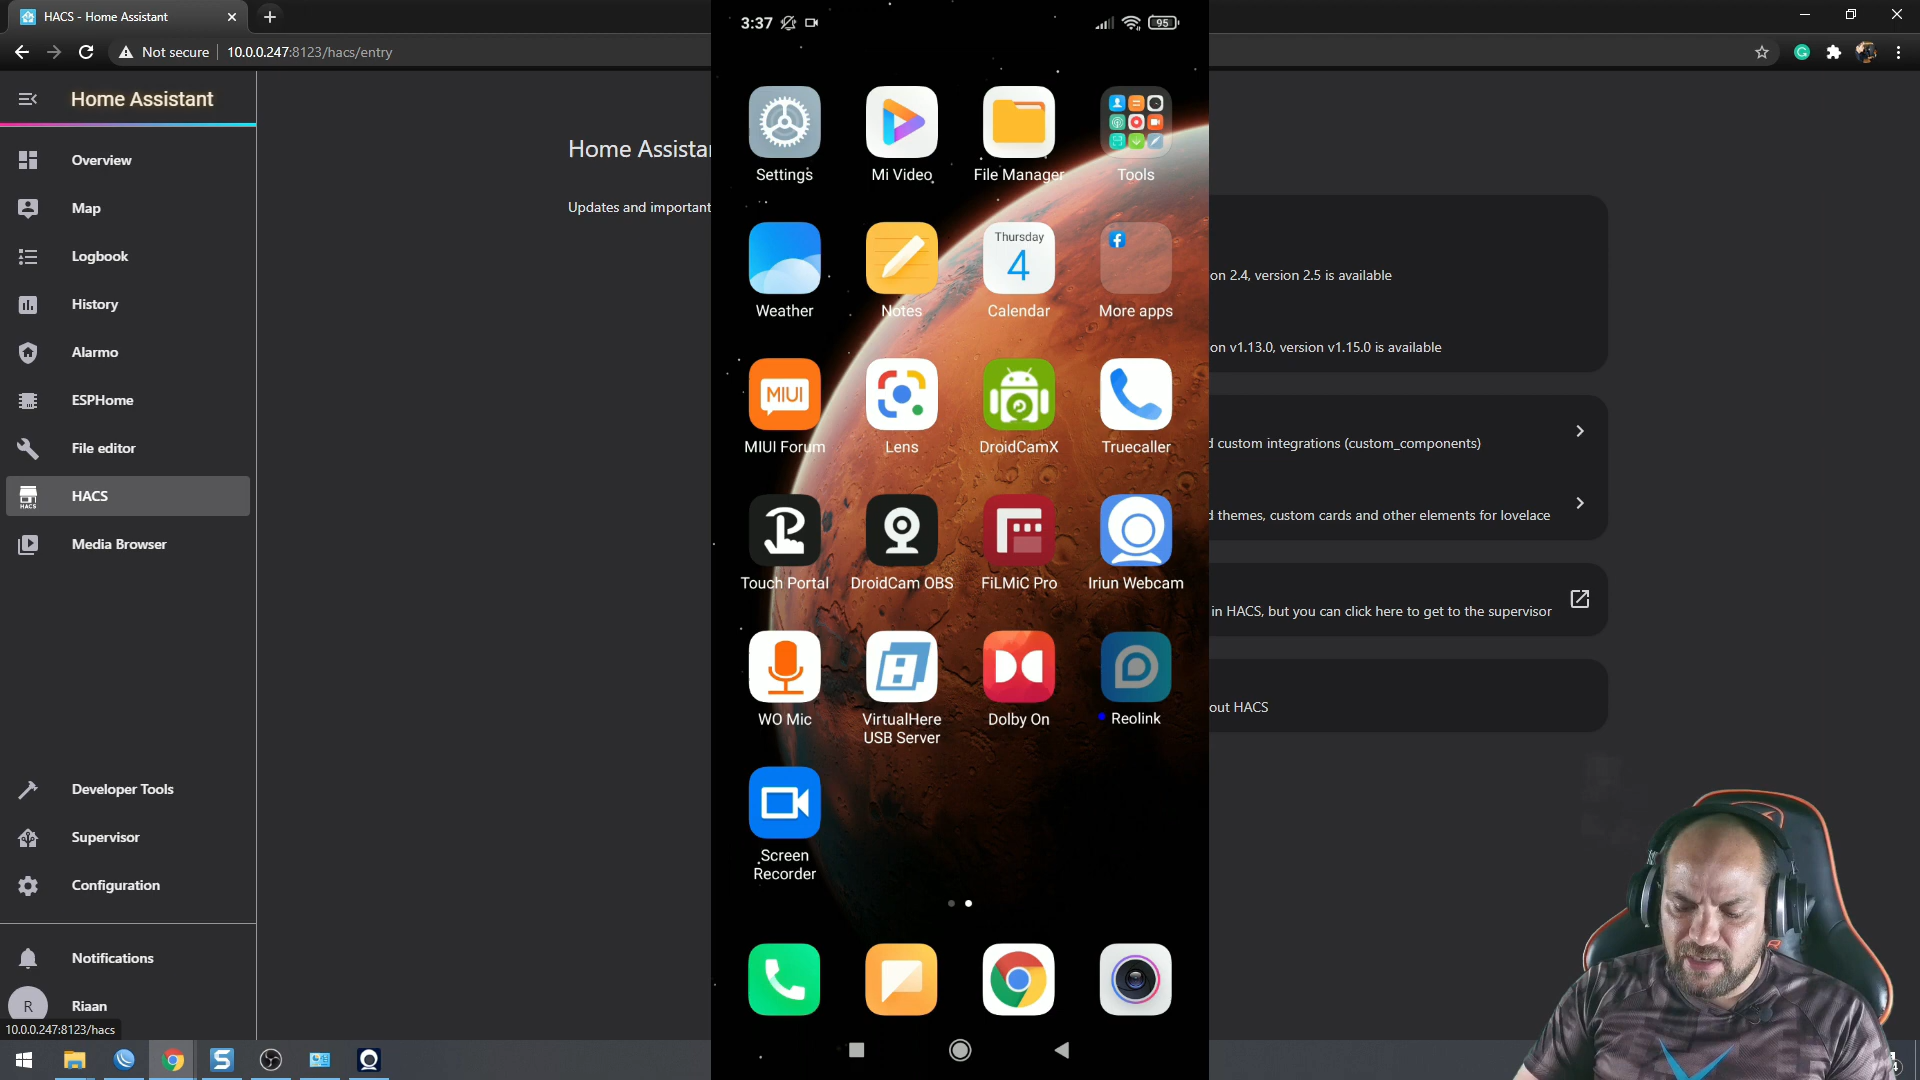 HACS - Home Assistant
Not secure
10.0.0.247:8123/hacs/entry
Home Assistant
Overview
Map
Logbook
History
Alarmo
ESPHome
File editor
HACS
HACS
Media Browser
Developer Tools
Supervisor
Configuration
Notifications
R
Riaan
10.0.0.247:8123/hacs
Home Assista
Updates and important
3:37
95
Settings
Mi Video
File Manager
Tools
Thursday
4
Weather
Notes
Calendar
More apps
MIUI
MIUI Forum
Lens
DroidCamX
Truecaller
Touch Portal
DroidCam OBS
FiLMiC Pro
Iriun Webcam
WO Mic
VirtualHere
USB Server
Dolby On
Reolink
Screen
Recorder
on 2.4, version 2.5 is available
on v1.13.0, version v1.15.0 is available
d custom integrations (custom_components)
d themes, custom cards and other elements for lovelace
in HACS, but you can click here to get to the supervisor
out HACS